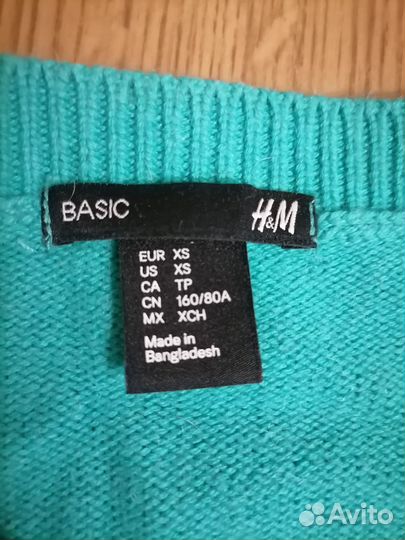 BASIC H&M
EUR XS
US XS
CA TP
CN 160/80A
MX XCH
Made in
Bangladesh
Avito